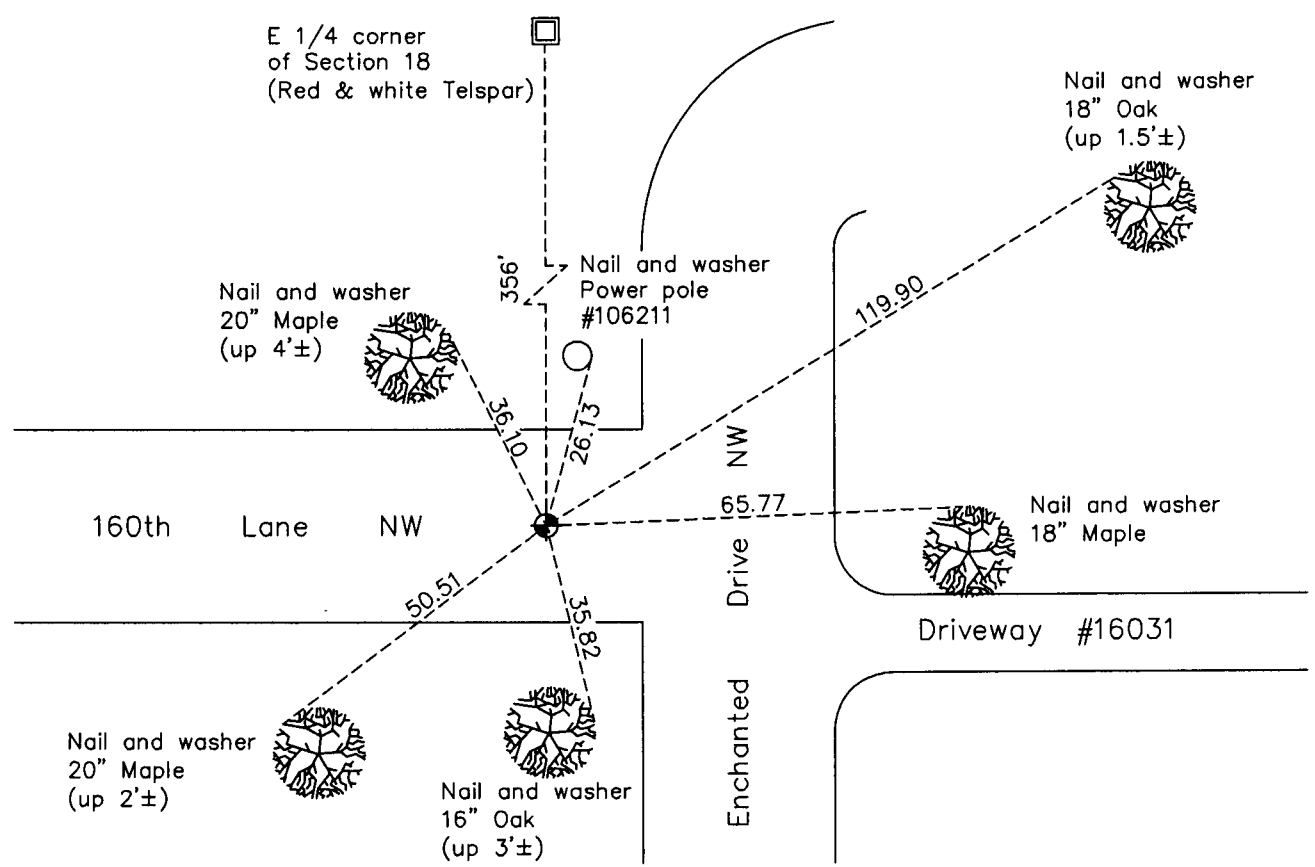 E 1/4 corner
of Section 18
(Red & white Telspar)
Nail and washer
18" Oak
(up 1.5'±)
356'
Nail and washer
Power pole
#106211
Nail and washer
20" Maple
(up 4'±)
119.90
36.10
26.13
160th Lane NW
65.77
Nail and washer
18" Maple
Enchanted Drive NW
50.51
35.82
Driveway #16031
Nail and washer
20" Maple
(up 2'±)
Nail and washer
16" Oak
(up 3'±)